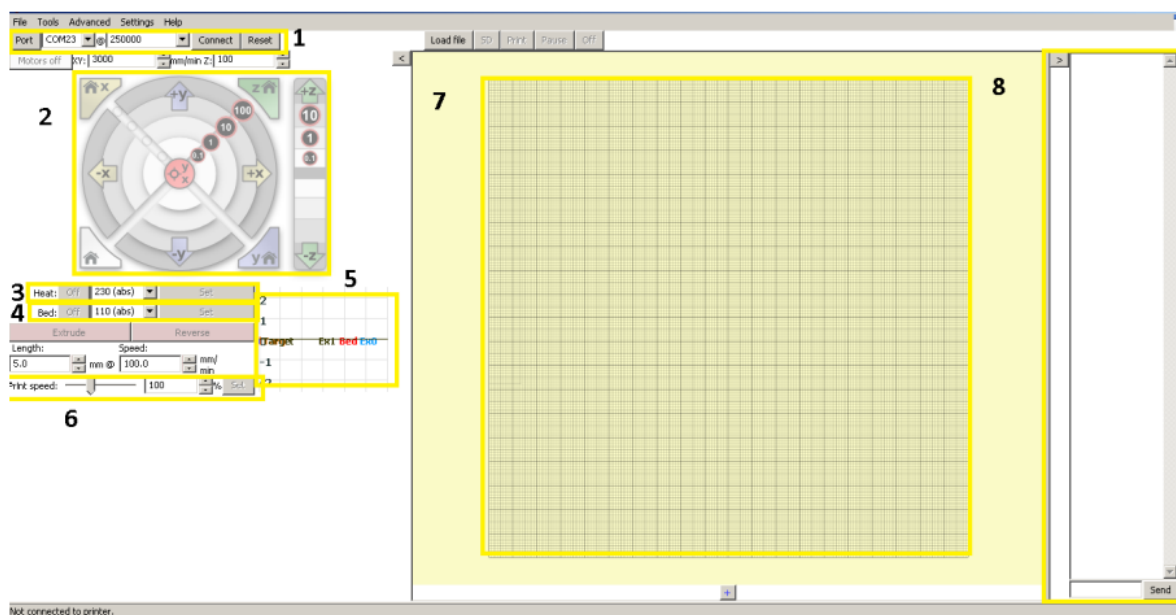 File Tools Advanced Settings Help
Port COM23 @ 250000 Connect Reset 1
Load file SD Print Pause Off
Motors off XY: 3000 mm/min Z: 100
< >
2 7 8
x +y z +z
100 10
10 1
1 0.1
0.1
-x y x +x
-y y -z
5
3 Heat: Off 230 (abs) Set
4 Bed: Off 110 (abs) Set
2
Extrude Reverse
1
Target Ex1 Bed Ex0
Length: Speed:
5.0 mm @ 100.0 mm/
min
-1
Print speed: 100 % Set
6
+
Send
Not connected to printer.